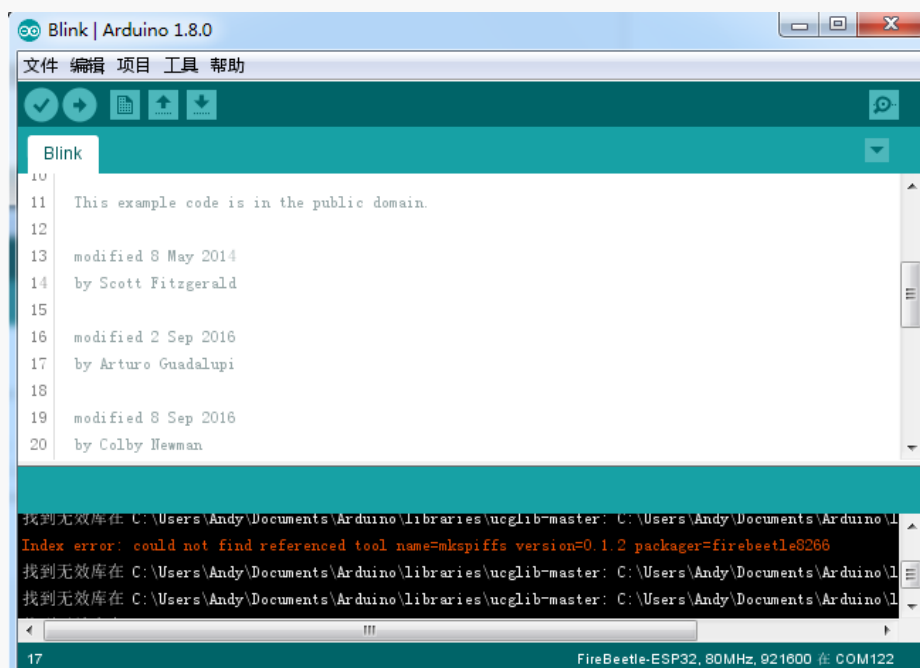 Blink | Arduino 1.8.0
文件 编辑 项目 工具 帮助
Blink
10
11 This example code is in the public domain.
12
13 modified 8 May 2014
14 by Scott Fitzgerald
15
16 modified 2 Sep 2016
17 by Arturo Guadalupi
18
19 modified 8 Sep 2016
20 by Colby Newman
找到无效库在 C:\Users\Andy\Documents\Arduino\libraries\ucglib-master: C:\Users\Andy\Documents\Arduino\l
Index error: could not find referenced tool name=mkspiffs version=0.1.2 packager=firebeetle8266
找到无效库在 C:\Users\Andy\Documents\Arduino\libraries\ucglib-master: C:\Users\Andy\Documents\Arduino\l
找到无效库在 C:\Users\Andy\Documents\Arduino\libraries\ucglib-master: C:\Users\Andy\Documents\Arduino\l
17
FireBeetle-ESP32, 80MHz, 921600 在 COM122